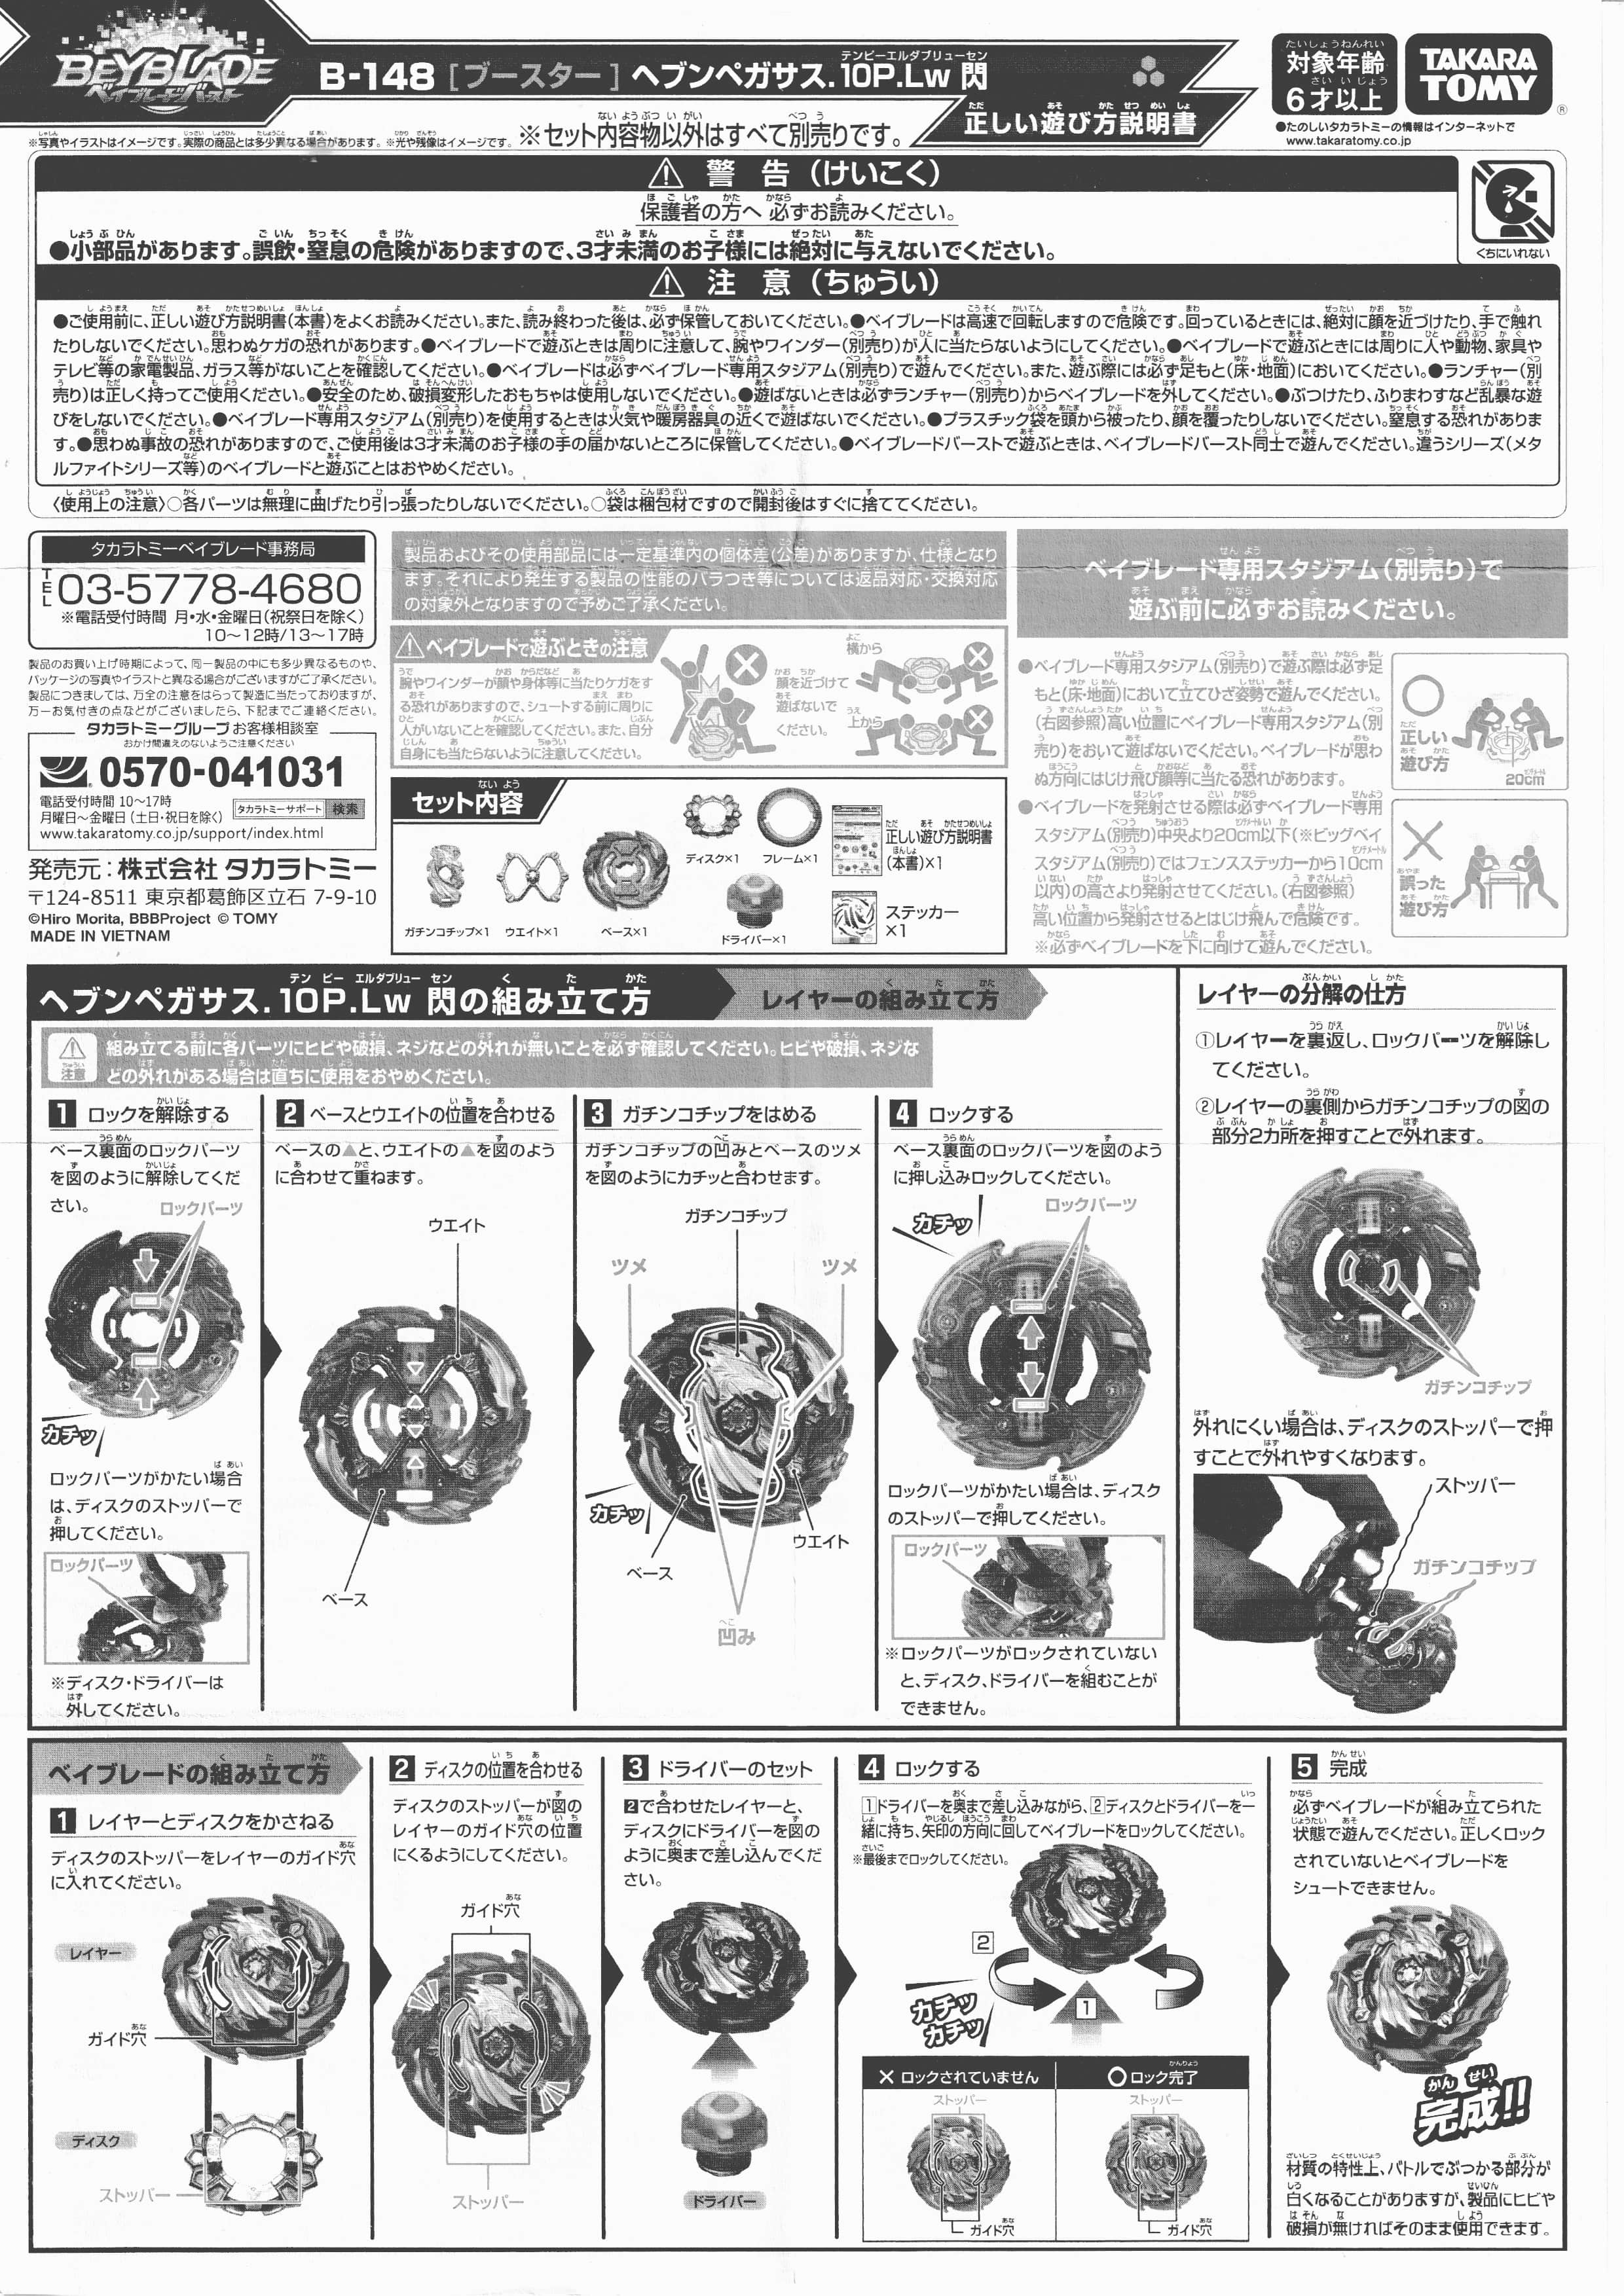 BEYBLADE
ベイブレードバースト
B-148 [ブースター] ヘブンペガサス.10P.Lw 閃
テンピーエルダブリューセン
正しい遊び方説明書
対象年齢
6才以上
TAKARA
TOMY
●たのしいタカラトミーの情報はインターネットで
www.takaratomy.co.jp
※写真やイラストはイメージです。実際の商品とは多少異なる場合があります。※光や残像はイメージです。
※セット内容物以外はすべて別売りです。
⚠ 警 告 (けいこく)
保護者の方へ 必ずお読みください。
●小部品があります。誤飲・窒息の危険がありますので、3才未満のお子様には絶対に与えないでください。
くちにいれない
⚠ 注 意 (ちゅうい)
●ご使用前に、正しい遊び方説明書(本書)をよくお読みください。また、読み終わった後は、必ず保管しておいてください。●ベイブレードは高速で回転しますので危険です。回っているときには、絶対に顔を近づけたり、手で触れ
たりしないでください。思わぬケガの恐れがあります。●ベイブレードで遊ぶときは周りに注意して、腕やワインダー(別売り)が人に当たらないようにしてください。●ベイブレードで遊ぶときには周りに人や動物、家具や
テレビ等の家電製品、ガラス等がないことを確認してください。●ベイブレードは必ずベイブレード専用スタジアム(別売り)で遊んでください。また、遊ぶ際には必ず足もと(床・地面)においてください。●ランチャー(別
売り)は正しく持ってご使用ください。●安全のため、破損変形したおもちゃは使用しないでください。●遊ばないときは必ずランチャー(別売り)からベイブレードを外してください。●ぶつけたり、ふりまわすなど乱暴な遊
びをしないでください。●ベイブレード専用スタジアム(別売り)を使用するときは火気や暖房器具の近くで遊ばないでください。●プラスチック袋を頭から被ったり、顔を覆ったりしないでください。窒息する恐れがありま
す。●思わぬ事故の恐れがありますので、ご使用後は3才未満のお子様の手の届かないところに保管してください。●ベイブレードバーストで遊ぶときは、ベイブレードバースト同士で遊んでください。違うシリーズ(メタ
ルファイトシリーズ等)のベイブレードと遊ぶことはおやめください。
〈使用上の注意〉○各パーツは無理に曲げたり引っ張ったりしないでください。○袋は梱包材ですので開封後はすぐに捨ててください。
タカラトミーベイブレード事務局
TEL 03-5778-4680
※電話受付時間 月・水・金曜日(祝祭日を除く)
10〜12時/13〜17時
製品のお買い上げ時期によって、同一製品の中にも多少異なるものや、
パッケージの写真やイラストと異なる場合がございますがご了承ください。
製品につきましては、万全の注意をはらって製造に当たっておりますが、
万一お気付きの点などございましたら、下記までご連絡ください。
タカラトミーグループ お客様相談室
おかけ間違えのないようご注意ください
0570-041031
電話受付時間 10〜17時
月曜日〜金曜日 (土日・祝日を除く)
タカラトミーサポート 検索
www.takaratomy.co.jp/support/index.html
発売元:株式会社 タカラトミー
〒124-8511 東京都葛飾区立石 7-9-10
©Hiro Morita, BBBProject © TOMY
MADE IN VIETNAM
製品およびその使用部品には一定基準内の個体差(公差)がありますが、仕様となり
ます。それにより発生する製品の性能のバラつき等については返品対応・交換対応
の対象外となりますので予めご了承ください。
⚠ベイブレードで遊ぶときの注意
腕やワインダーが顔や身体等に当たりケガをす
る恐れがありますので、シュートする前に周りに
人がいないことを確認してください。また、自分
自身にも当たらないように注意してください。
顔を近づけて
遊ばないで
ください。
横から
上から
セット内容
ガチンコチップ×1
ウエイト×1
ベース×1
ディスク×1
フレーム×1
ドライバー×1
正しい遊び方説明書
(本書)×1
ステッカー
×1
ベイブレード専用スタジアム(別売り)で
遊ぶ前に必ずお読みください。
●ベイブレード専用スタジアム(別売り)で遊ぶ際は必ず足
もと(床・地面)において立てひざ姿勢で遊んでください。
(右図参照)高い位置にベイブレード専用スタジアム(別
売り)をおいて遊ばないでください。ベイブレードが思わ
ぬ方向にはじけ飛び顔等に当たる恐れがあります。
●ベイブレードを発射させる際は必ずベイブレード専用
スタジアム(別売り)中央より20cm以下(※ビッグベイ
スタジアム(別売り)ではフェンスステッカーから10cm
以内)の高さより発射させてください。(右図参照)
高い位置から発射させるとはじけ飛んで危険です。
※必ずベイブレードを下に向けて遊んでください。
正しい
遊び方
20cm
誤った
遊び方
ヘブンペガサス.10P.Lw 閃の組み立て方
レイヤーの組み立て方
⚠
注意
組み立てる前に各パーツにヒビや破損、ネジなどの外れが無いことを必ず確認してください。ヒビや破損、ネジな
どの外れがある場合は直ちに使用をおやめください。
1 ロックを解除する
ベース裏面のロックパーツ
を図のように解除してくだ
さい。
ロックパーツ
カチッ
ロックパーツがかたい場合
は、ディスクのストッパーで
押してください。
ロックパーツ
※ディスク・ドライバーは
外してください。
2 ベースとウエイトの位置を合わせる
ベースの▲と、ウエイトの▲を図のよう
に合わせて重ねます。
ウエイト
ベース
3 ガチンコチップをはめる
ガチンコチップの凹みとベースのツメ
を図のようにカチッと合わせます。
ガチンコチップ
ツメ
ツメ
カチッ
ウエイト
ベース
凹み
4 ロックする
ベース裏面のロックパーツを図のよう
に押し込みロックしてください。
カチッ
ロックパーツ
ロックパーツがかたい場合は、ディスク
のストッパーで押してください。
ロックパーツ
※ロックパーツがロックされていない
と、ディスク、ドライバーを組むことが
できません。
レイヤーの分解の仕方
①レイヤーを裏返し、ロックパーツを解除し
てください。
②レイヤーの裏側からガチンコチップの図の
部分2カ所を押すことで外れます。
ガチンコチップ
外れにくい場合は、ディスクのストッパーで押
すことで外れやすくなります。
ストッパー
ガチンコチップ
ベイブレードの組み立て方
1 レイヤーとディスクをかさねる
ディスクのストッパーをレイヤーのガイド穴
に入れてください。
レイヤー
ガイド穴
ディスク
ストッパー
2 ディスクの位置を合わせる
ディスクのストッパーが図の
レイヤーのガイド穴の位置
にくるようにしてください。
ガイド穴
ストッパー
3 ドライバーのセット
2で合わせたレイヤーと、
ディスクにドライバーを図の
ように奥まで差し込んでくだ
さい。
ドライバー
4 ロックする
1ドライバーを奥まで差し込みながら、2ディスクとドライバーを一
緒に持ち、矢印の方向に回してベイブレードをロックしてください。
※最後までロックしてください。
2
1
カチッ
カチッ
× ロックされていません
○ロック完了
ストッパー
ストッパー
ガイド穴
ガイド穴
5 完成
必ずベイブレードが組み立てられた
状態で遊んでください。正しくロック
されていないとベイブレードを
シュートできません。
完成!!
材質の特性上、バトルでぶつかる部分が
白くなることがありますが、製品にヒビや
破損が無ければそのまま使用できます。